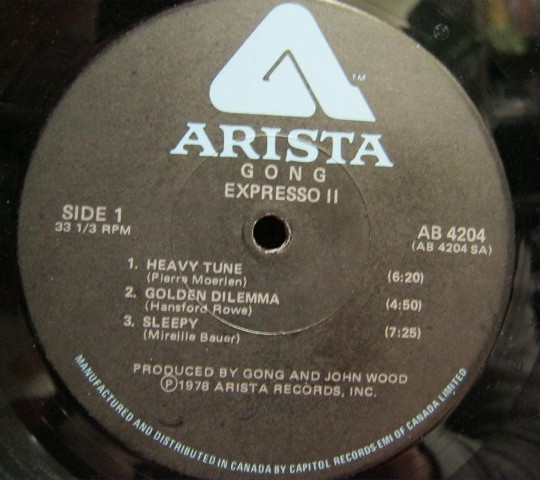 TM
ARISTA
GONG
EXPRESSO II
SIDE 1
33 1/3 RPM
AB 4204
(AB 4204 SA)
1. HEAVY TUNE (6:20)
(Pierre Moerlen)
2. GOLDEN DILEMMA (4:50)
(Hansford Rowe)
3. SLEEPY (7:25)
(Mireille Bauer)
PRODUCED BY GONG AND JOHN WOOD
Ⓟ1978 ARISTA RECORDS, INC.
MANUFACTURED AND DISTRIBUTED IN CANADA BY CAPITOL RECORDS-EMI OF CANADA LIMITED